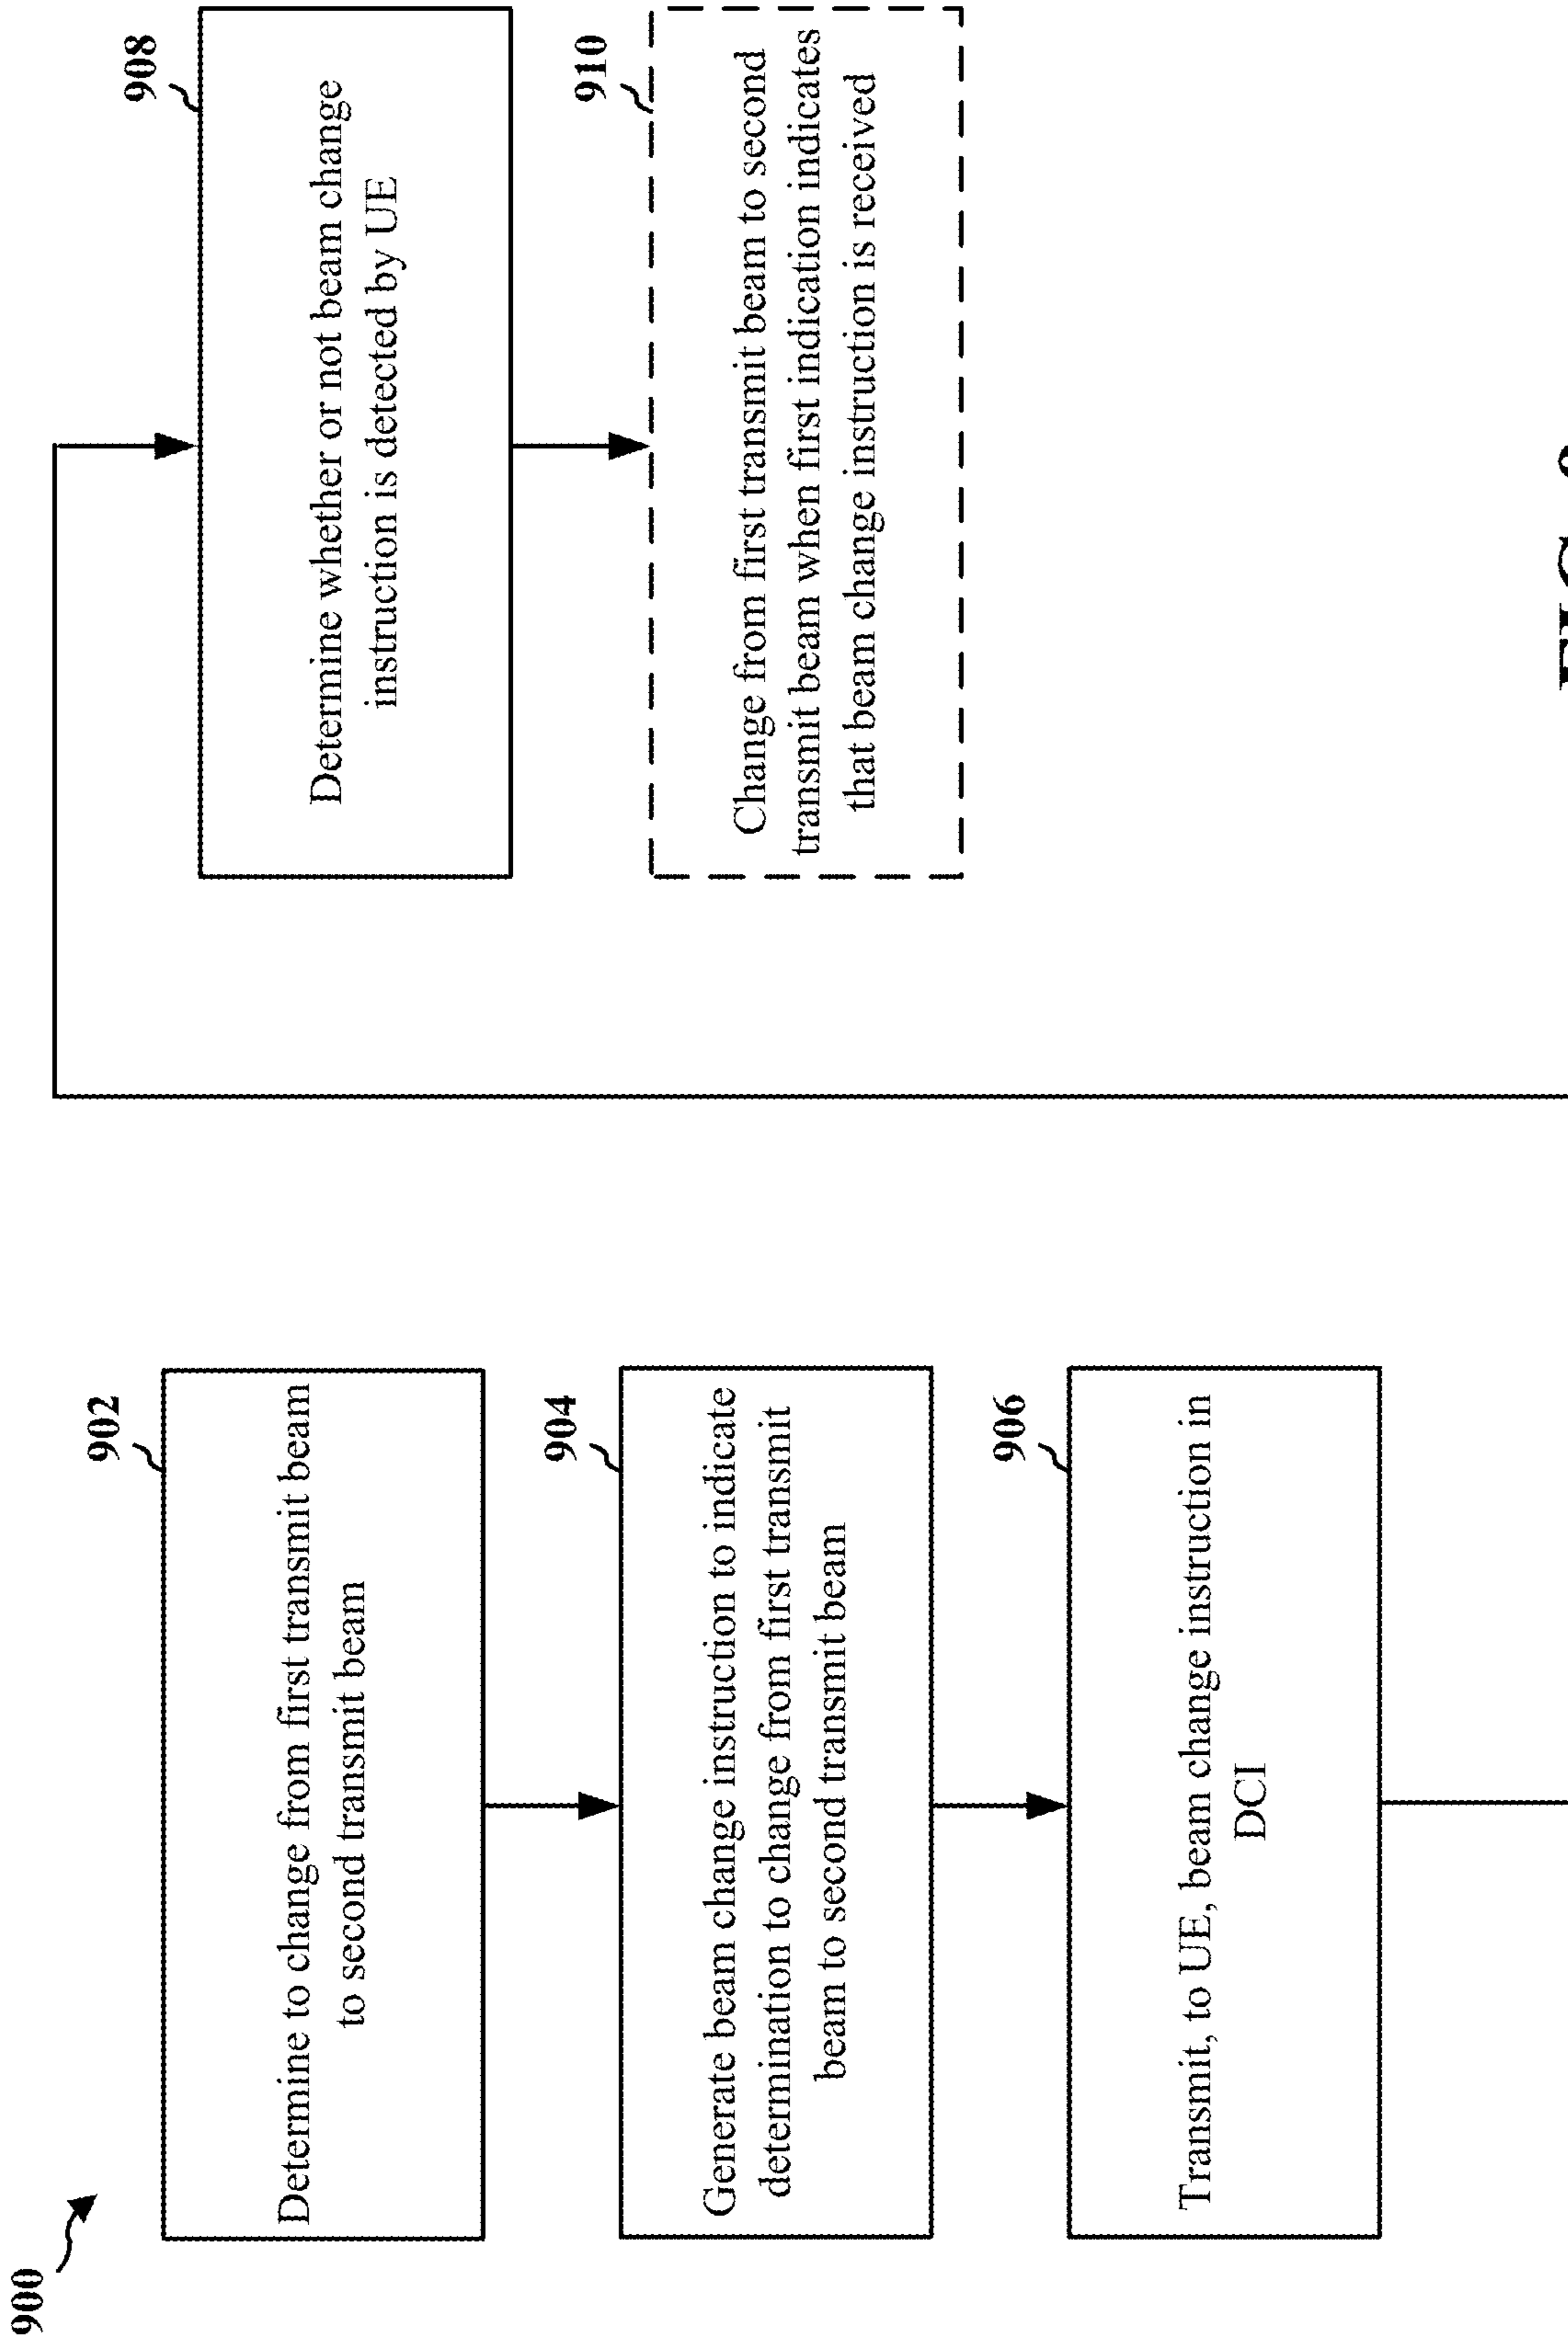 900
902
Determine to change from first transmit beam
to second transmit beam
904
Generate beam change instruction to indicate
determination to change from first transmit
beam to second transmit beam
906
Transmit, to UE, beam change instruction in
DCI
908
Determine whether or not beam change
instruction is detected by UE
910
Change from first transmit beam to second
transmit beam when first indication indicates
that beam change instruction is received